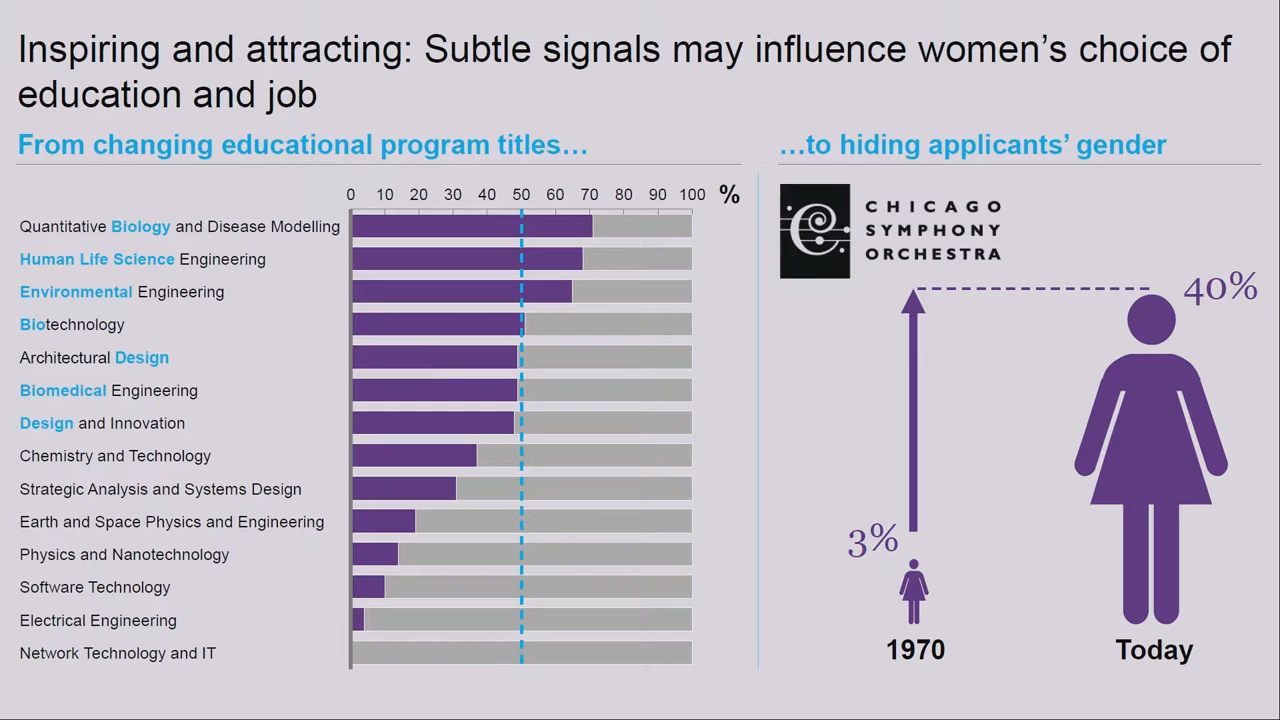 Inspiring and attracting: Subtle signals may influence women’s choice of
education and job
From changing educational program titles…
0 10 20 30 40 50 60 70 80 90 100 %
Quantitative Biology and Disease Modelling
Human Life Science Engineering
Environmental Engineering
Biotechnology
Architectural Design
Biomedical Engineering
Design and Innovation
Chemistry and Technology
Strategic Analysis and Systems Design
Earth and Space Physics and Engineering
Physics and Nanotechnology
Software Technology
Electrical Engineering
Network Technology and IT
…to hiding applicants’ gender
CHICAGO
SYMPHONY
ORCHESTRA
40%
3%
1970
Today